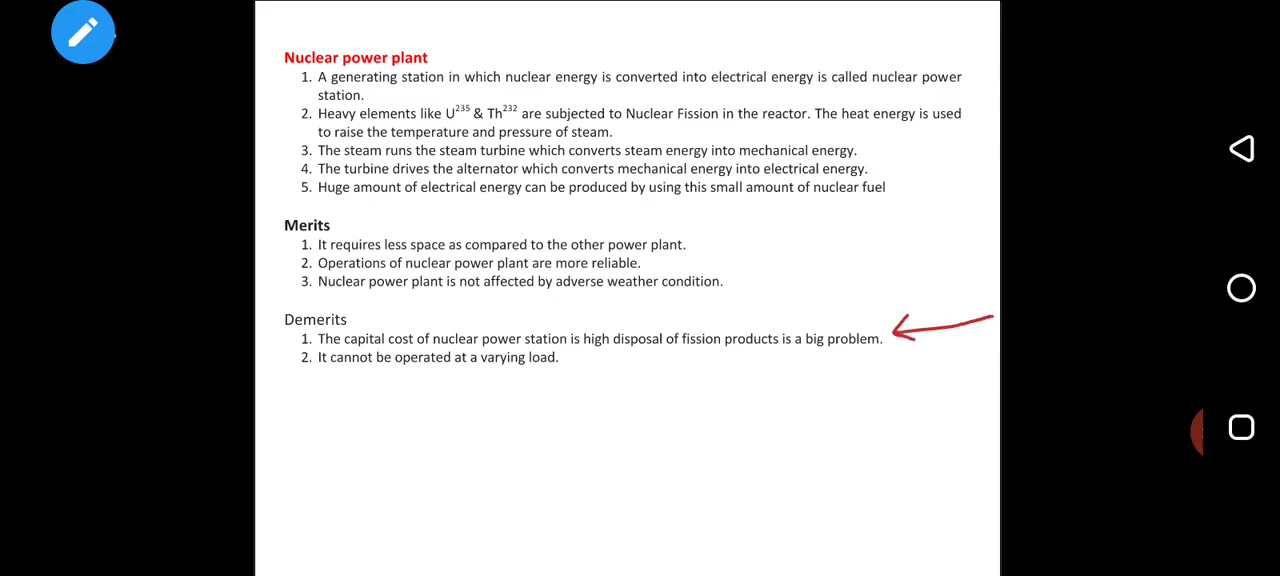 Nuclear power plant
1. A generating station in which nuclear energy is converted into electrical energy is called nuclear power
station.
2. Heavy elements like U235 & Th232 are subjected to Nuclear Fission in the reactor. The heat energy is used
to raise the temperature and pressure of steam.
3. The steam runs the steam turbine which converts steam energy into mechanical energy.
4. The turbine drives the alternator which converts mechanical energy into electrical energy.
5. Huge amount of electrical energy can be produced by using this small amount of nuclear fuel
Merits
1. It requires less space as compared to the other power plant.
2. Operations of nuclear power plant are more reliable.
3. Nuclear power plant is not affected by adverse weather condition.
Demerits
1. The capital cost of nuclear power station is high disposal of fission products is a big problem.
2. It cannot be operated at a varying load.